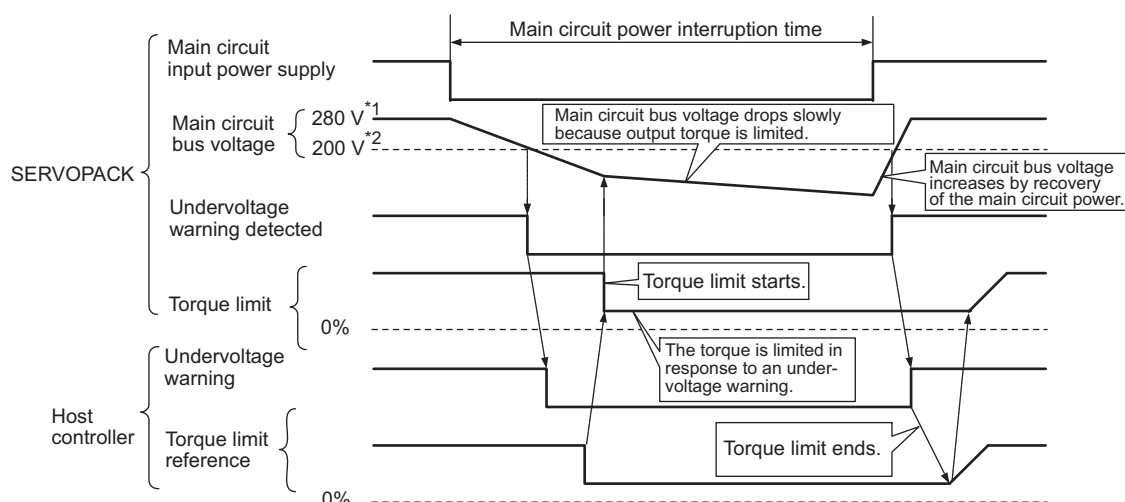 Main circuit power interruption time
Main circuit
input power supply
Main circuit
bus voltage
280 V*1
200 V*2
Main circuit bus voltage drops slowly
because output torque is limited.
SERVOPACK
Main circuit bus voltage
increases by recovery
of the main circuit power.
Undervoltage
warning detected
Torque limit
Torque limit starts.
0%
The torque is limited in
response to an under-
voltage warning.
Undervoltage
warning
Host
controller
Torque limit
reference
Torque limit ends.
0%